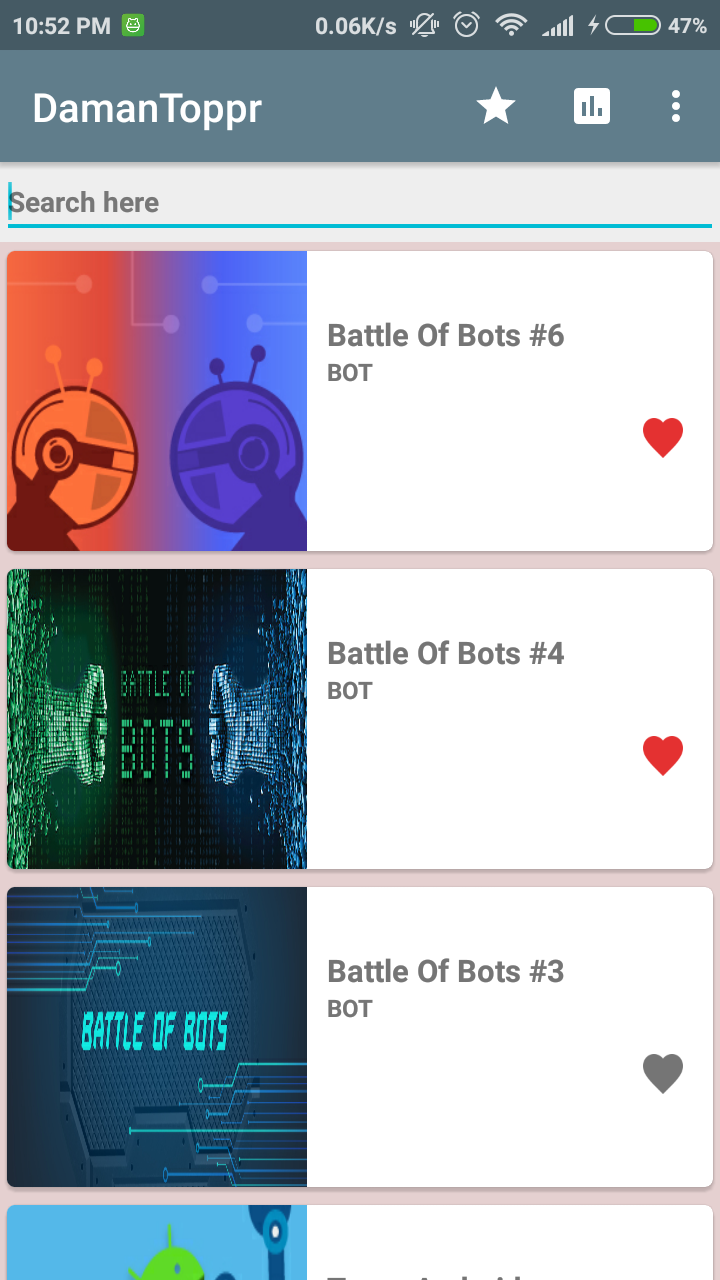 10:52 PM 0.06K/s 47%
DamanToppr
Search here
Battle Of Bots #6
BOT
BATTLE OF
BOTS
Battle Of Bots #4
BOT
BATTLE OF BOTS
Battle Of Bots #3
BOT